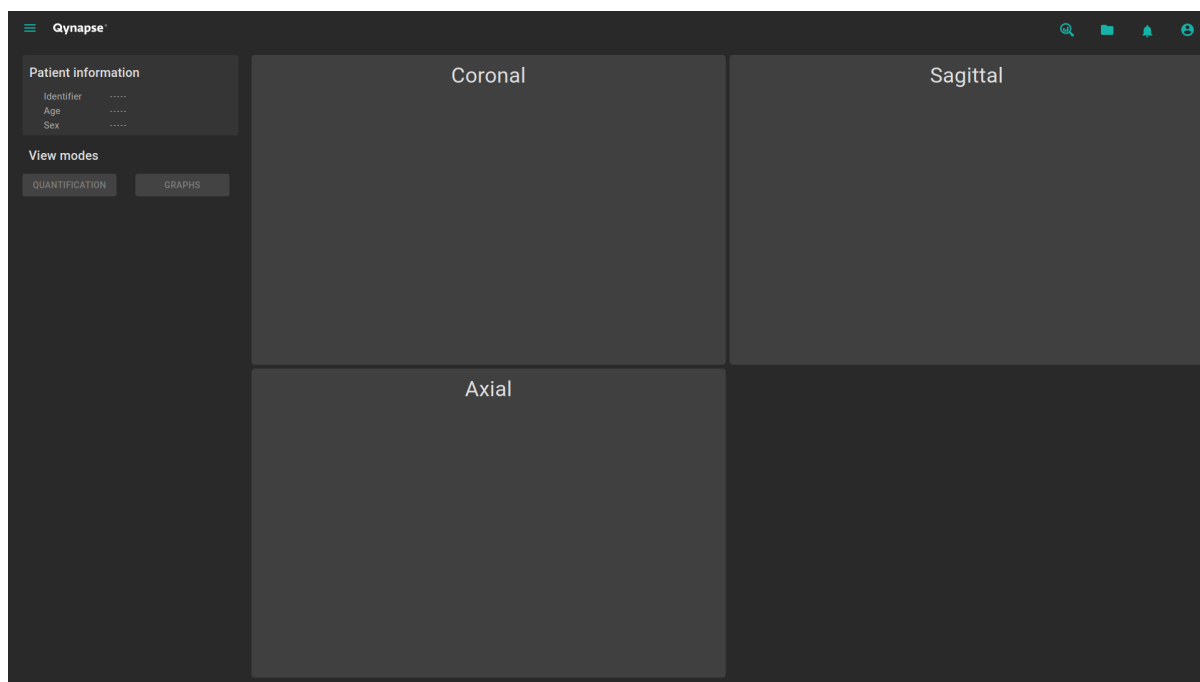 Qynapse
Patient information
Identifier -----
Age -----
Sex -----
View modes
QUANTIFICATION GRAPHS
Coronal
Sagittal
Axial